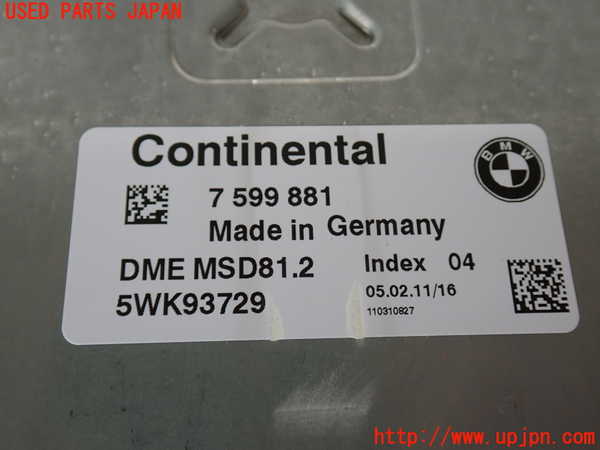 USED PARTS JAPAN
Continental
BMW
7 599 881
Made in Germany
DME MSD81.2 Index 04
5WK93729 05.02.11/16
110310827
http://www.upjpn.com/